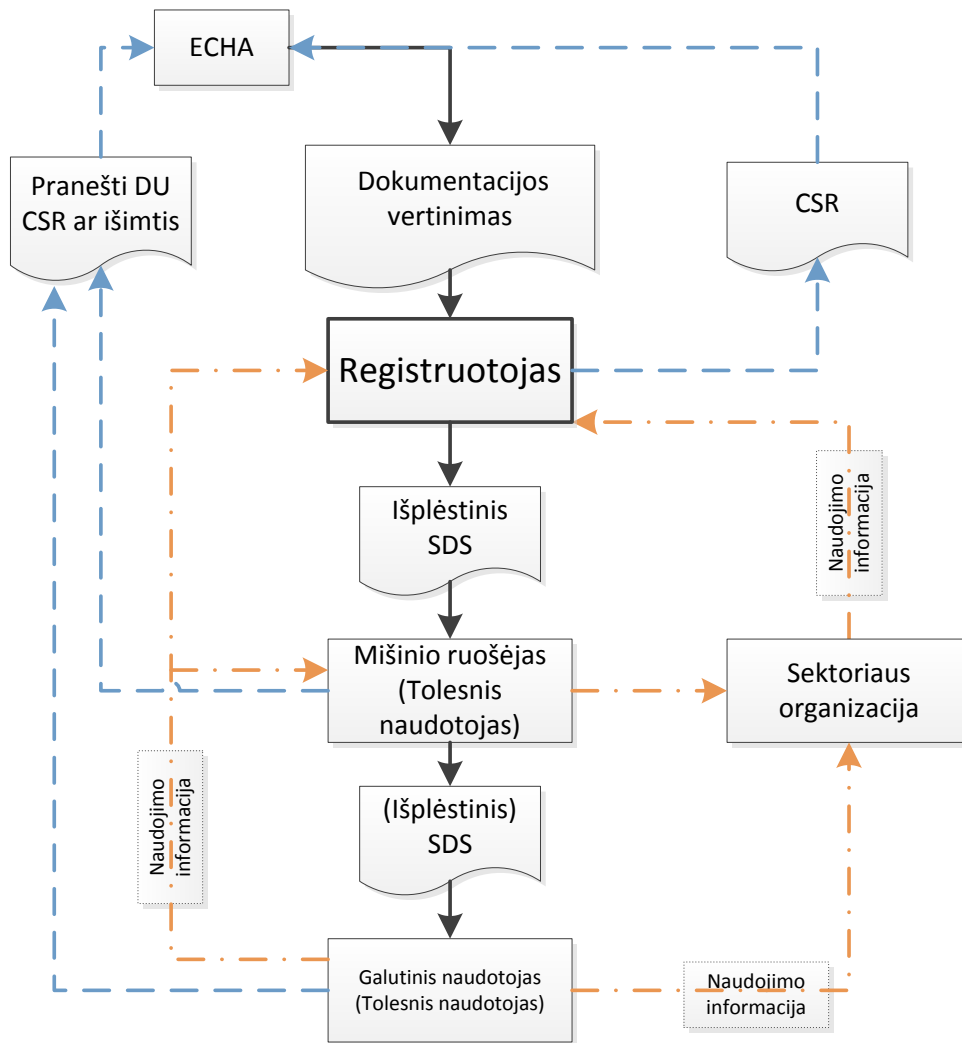 ECHA
Pranešti DU
CSR ar išimtis
Dokumentacijos
vertinimas
CSR
Registruotojas
Išplėstinis
SDS
Naudojimo
informacija
Mišinio ruošėjas
(Tolesnis
naudotojas)
Sektoriaus
organizacija
Naudojimo
informacija
(Išplėstinis)
SDS
Galutinis naudotojas
(Tolesnis naudotojas)
Naudojimo
informacija